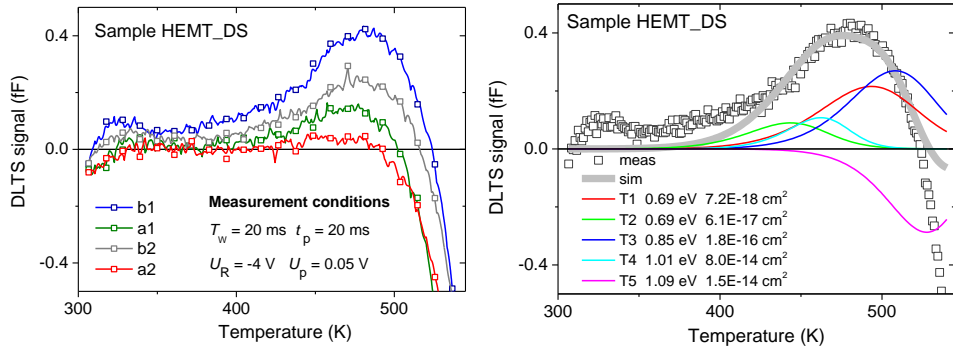 Sample HEMT_DS
DLTS signal (fF)
0.4
0.0
-0.4
b1
a1
b2
a2
Measurement conditions
T_w = 20 ms t_p = 20 ms
U_R = -4 V U_p = 0.05 V
300 400 500
Temperature (K)
Sample HEMT_DS
DLTS signal (fF)
0.4
0.0
-0.4
meas
sim
T1 0.69 eV 7.2E-18 cm²
T2 0.69 eV 6.1E-17 cm²
T3 0.85 eV 1.8E-16 cm²
T4 1.01 eV 8.0E-14 cm²
T5 1.09 eV 1.5E-14 cm²
300 400 500
Temperature (K)